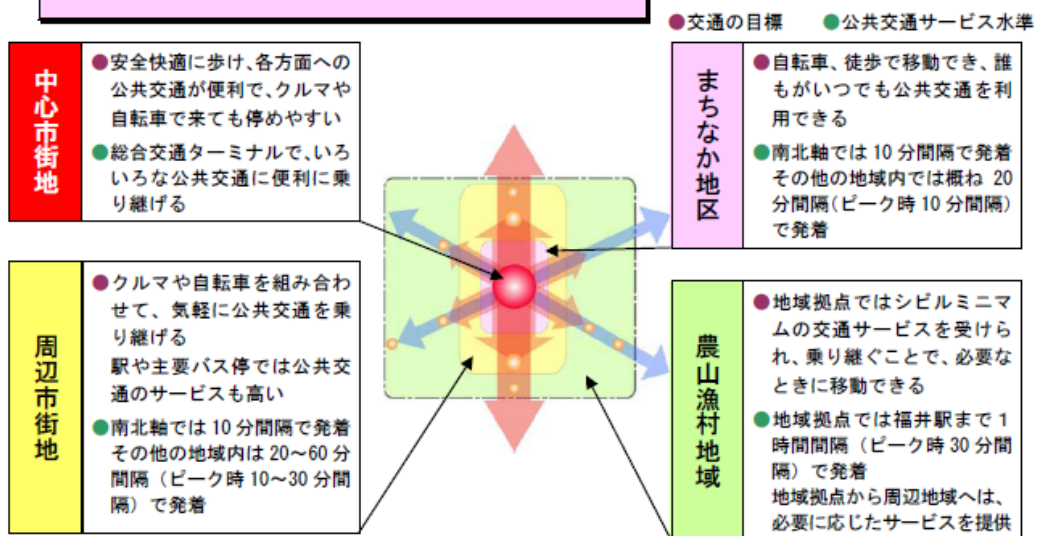 ●交通の目標　●公共交通サービス水準
中心市街地
●安全快適に歩け、各方面への
公共交通が便利で、クルマや
自転車で来ても停めやすい
●総合交通ターミナルで、いろ
いろな公共交通に便利に乗
り継げる
まちなか地区
●自転車、徒歩で移動でき、誰
もがいつでも公共交通を利
用できる
●南北軸では10分間隔で発着
その他の地域内では概ね 20
分間隔(ピーク時10分間隔)
で発着
周辺市街地
●クルマや自転車を組み合わ
せて、気軽に公共交通を乗
り継げる
駅や主要バス停では公共交
通のサービスも高い
●南北軸では10分間隔で発着
その他の地域内は20～60分
間隔（ピーク時10～30分間
隔）で発着
農山漁村地域
●地域拠点ではシビルミニマ
ムの交通サービスを受けら
れ、乗り継ぐことで、必要な
ときに移動できる
●地域拠点では福井駅まで1
時間間隔（ピーク時30分間
隔）で発着
地域拠点から周辺地域へは、
必要に応じたサービスを提供